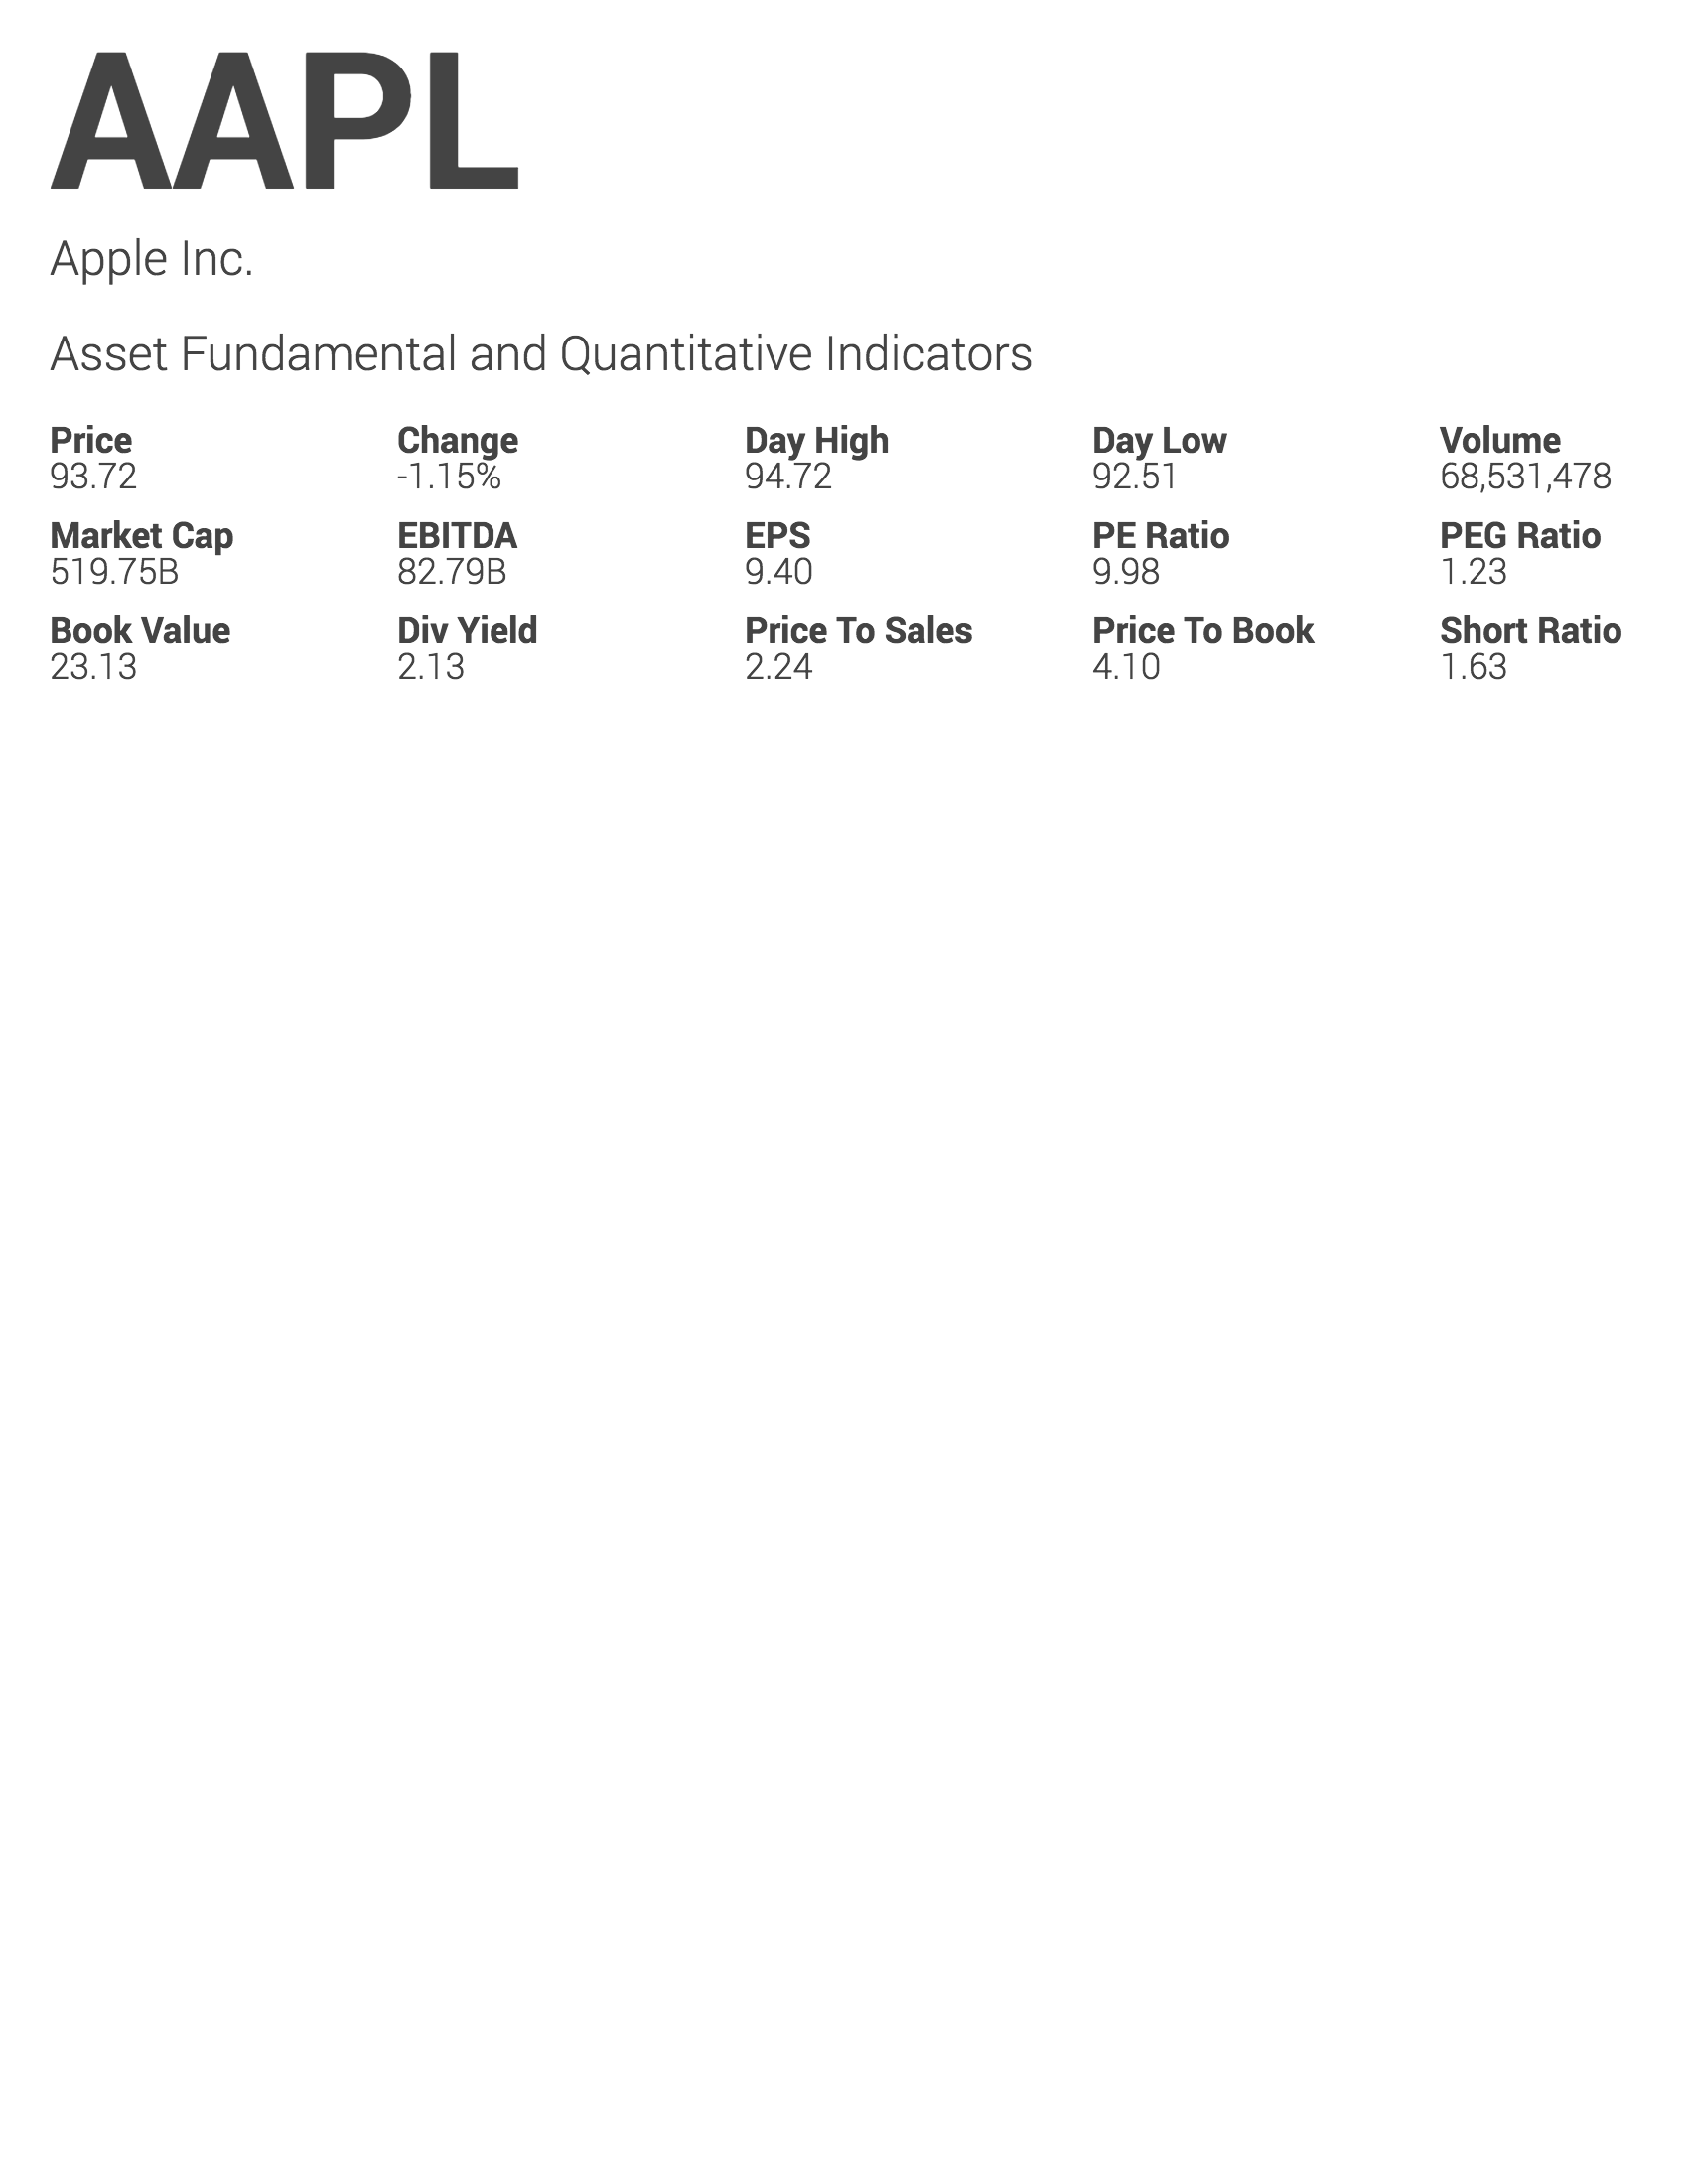 AAPL
Apple Inc.
Asset Fundamental and Quantitative Indicators
Price Change Day High Day Low Volume
93.72 -1.15% 94.72 92.51 68,531,478
Market Cap EBITDA EPS PE Ratio PEG Ratio
519.75B 82.79B 9.40 9.98 1.23
Book Value Div Yield Price To Sales Price To Book Short Ratio
23.13 2.13 2.24 4.10 1.63